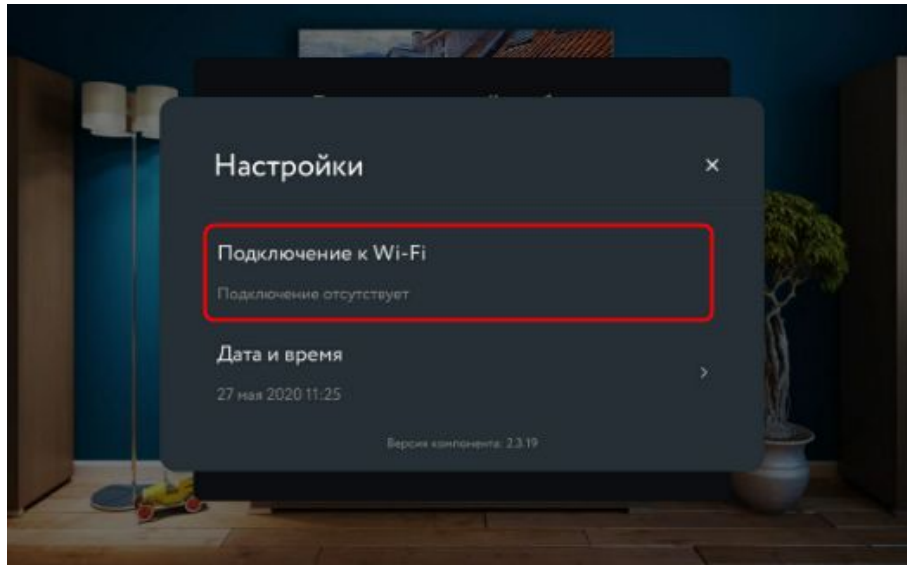 Настройки
Подключение к Wi-Fi
Подключение отсутствует
Дата и время
27 мая 2020 11:25
Версия компонента: 2.3.19